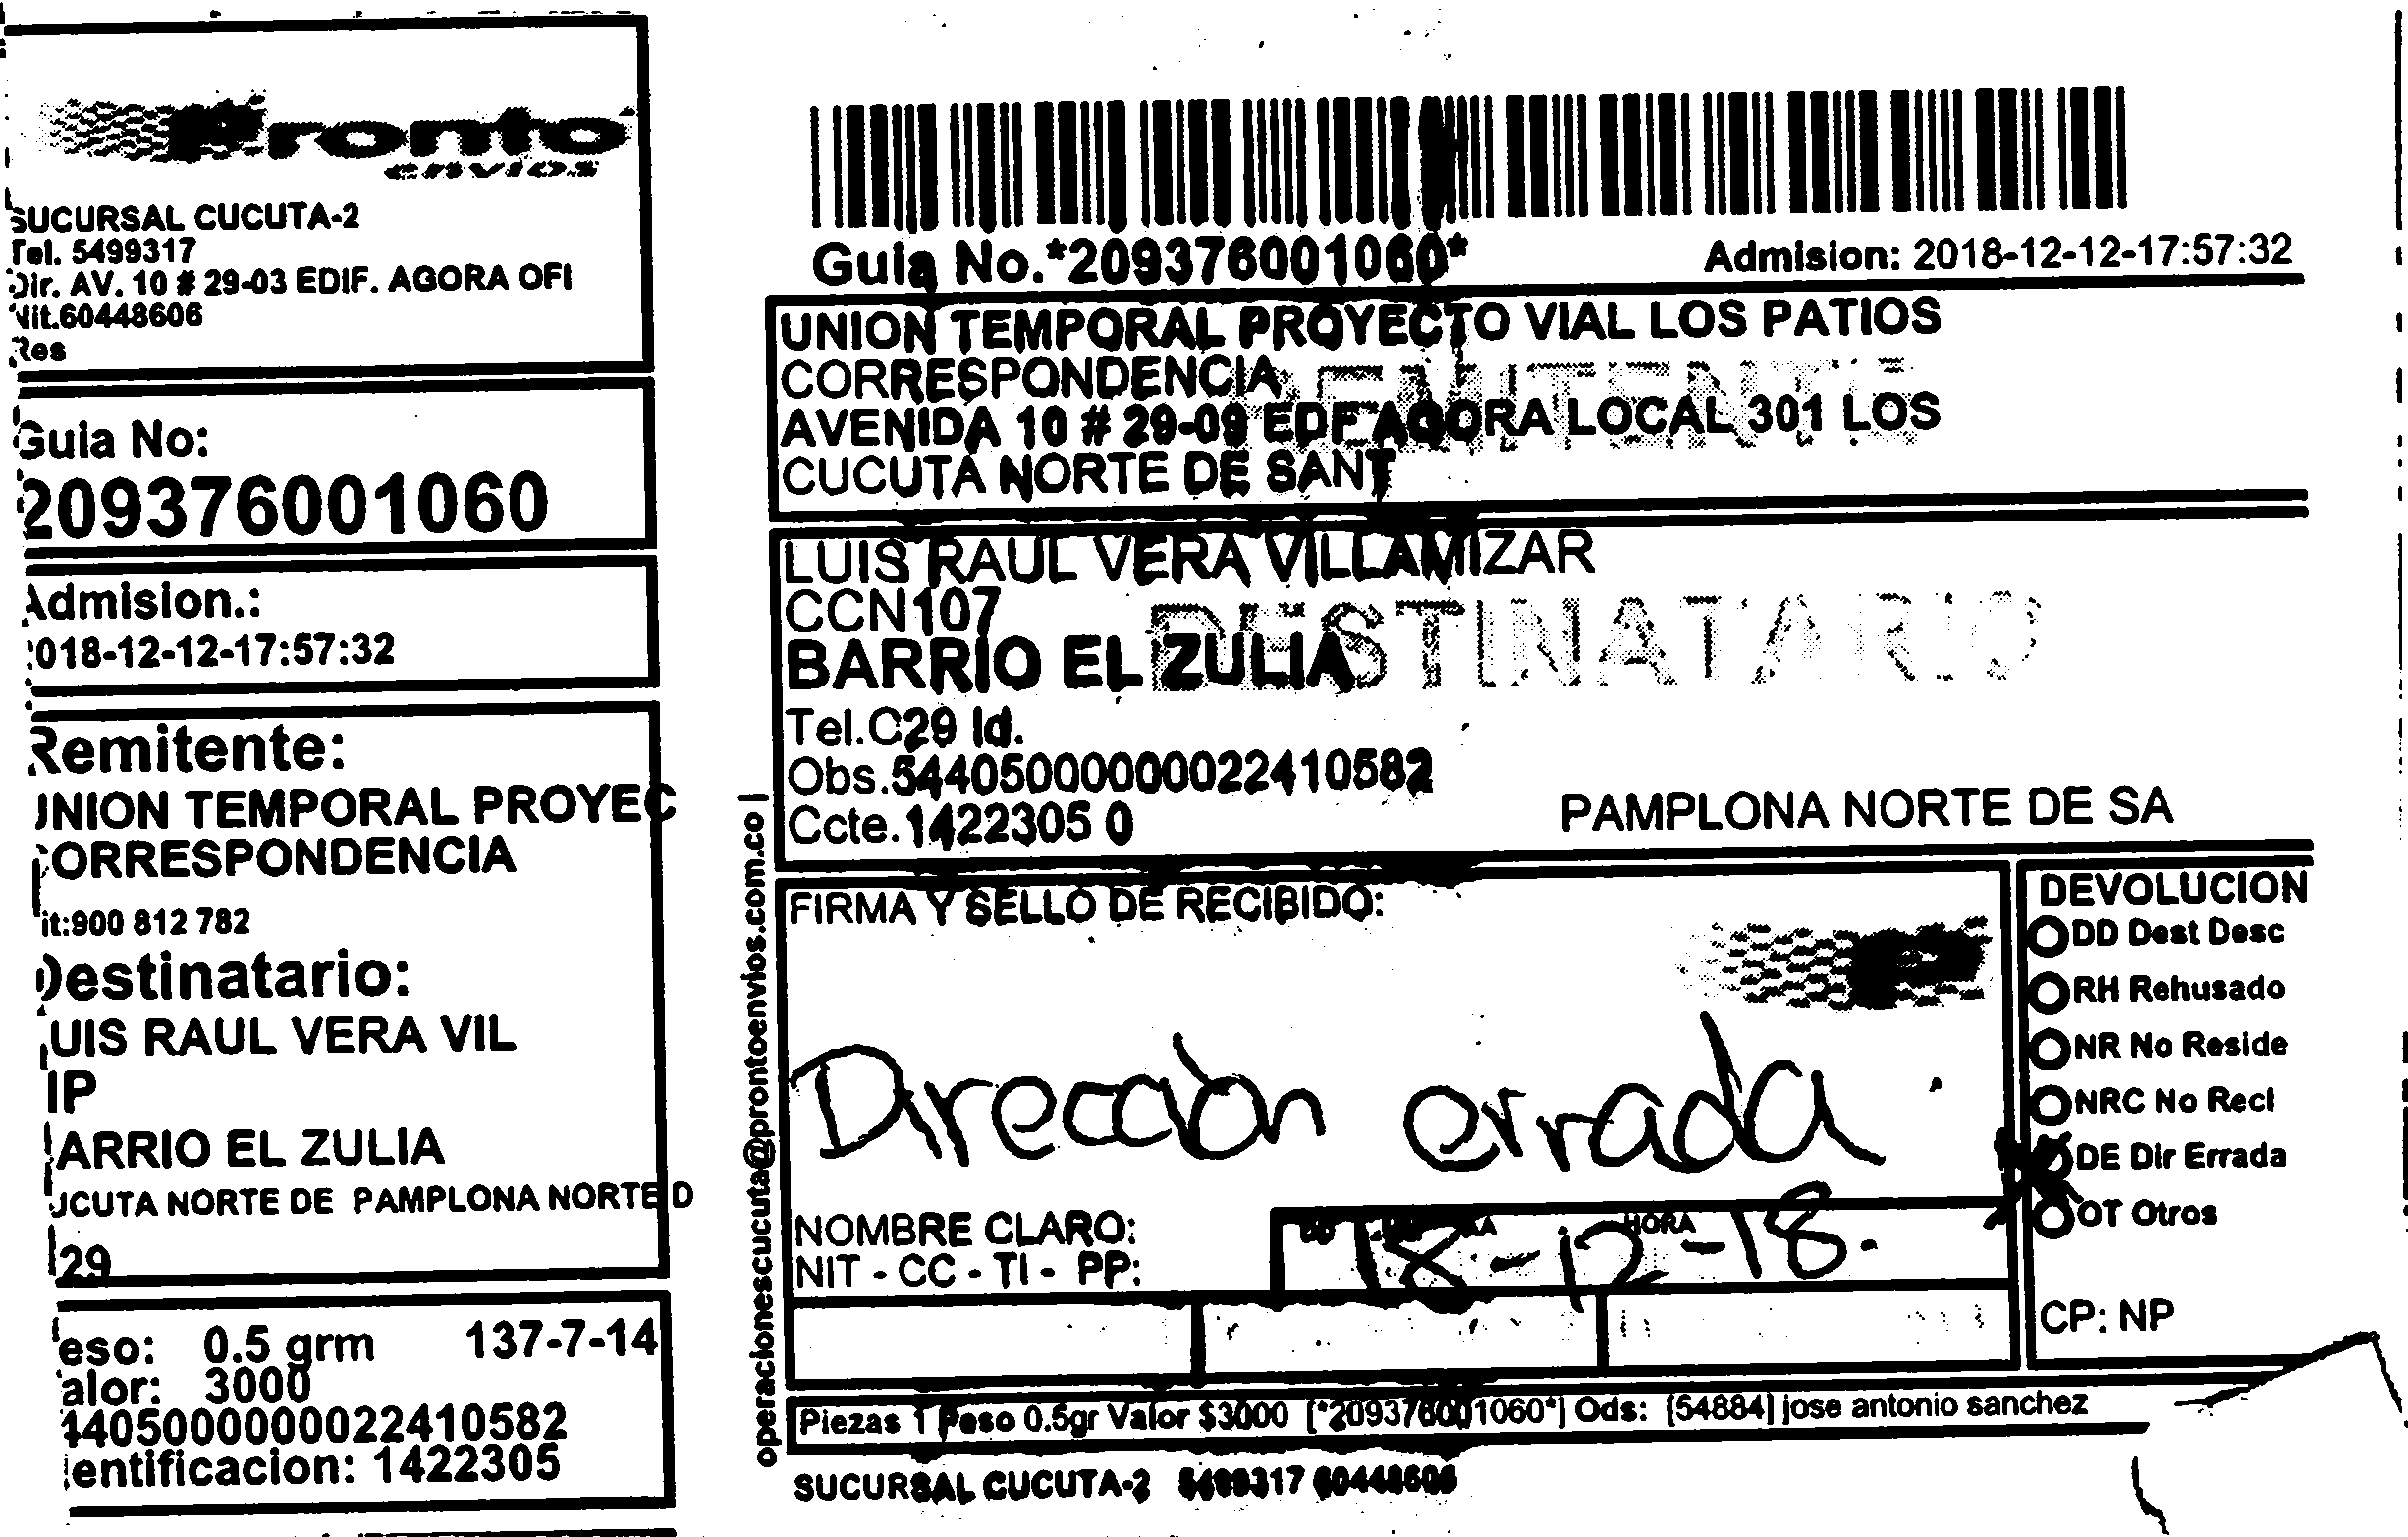 Pronto
envios
SUCURSAL CUCUTA-2
Tel. 5499317
Dir. AV. 10 # 29-03 EDIF. AGORA OFI
Nit.60448606
Res
Guia No:
209376001060
Admision.:
2018-12-12-17:57:32
Remitente:
UNION TEMPORAL PROYEC
CORRESPONDENCIA
it:900 812 782
Destinatario:
LUIS RAUL VERA VIL
IP
BARRIO EL ZULIA
CUCUTA NORTE DE PAMPLONA NORTE D
29
Peso: 0.5 grm 137-7-14
Valor: 3000
44050000000022410582
entificacion: 1422305
operacionescucuta@prontoenvios.com.co |
Guia No.*209376001060*
Admision: 2018-12-12-17:57:32
UNION TEMPORAL PROYECTO VIAL LOS PATIOS
CORRESPONDENCIA
REMITENTE
AVENIDA 10 # 29-09 EDF AGORA LOCAL 301 LOS
CUCUTA NORTE DE SANT
LUIS RAUL VERA VILLAMIZAR
CCN107
DESTINATARIO
BARRIO EL ZULIA
Tel.C29 Id.
Obs.544050000000022410582
Ccte.1422305 0
PAMPLONA NORTE DE SA
FIRMA Y SELLO DE RECIBIDO:
Dirección errada
NOMBRE CLARO:
NIT - CC - TI - PP:
HORA
18-12-18.
DEVOLUCION
DD Dest Desc
RH Rehusado
NR No Reside
NRC No Recl
DE Dir Errada
OT Otros
CP: NP
Piezas 1 Peso 0.5gr Valor $3000 [*209376001060*] Ods: [54884] jose antonio sanchez
SUCURSAL CUCUTA-2 5499317 60448606